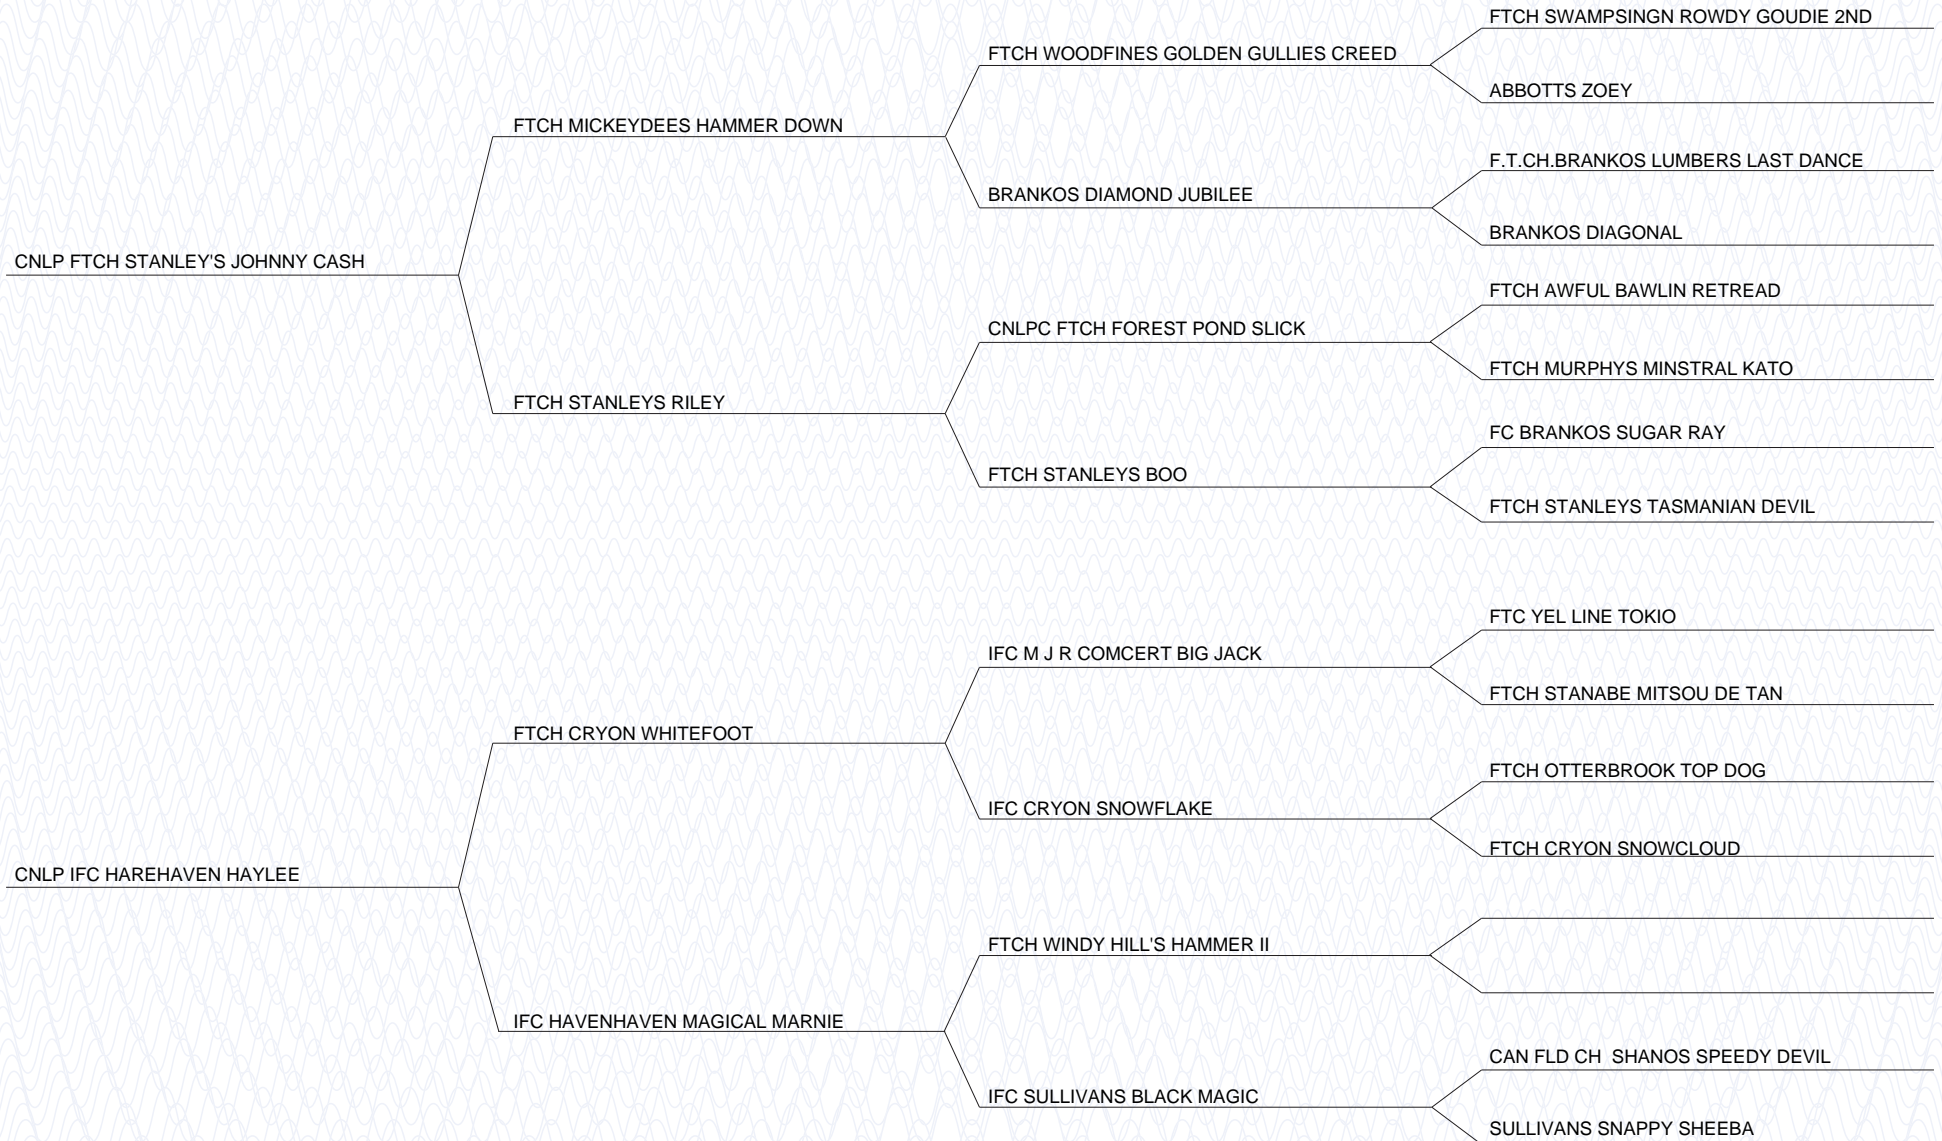 FTCH SWAMPSINGN ROWDY GOUDIE 2ND
FTCH WOODFINES GOLDEN GULLIES CREED
ABBOTTS ZOEY
FTCH MICKEYDEES HAMMER DOWN
F.T.CH.BRANKOS LUMBERS LAST DANCE
BRANKOS DIAMOND JUBILEE
BRANKOS DIAGONAL
CNLP FTCH STANLEY'S JOHNNY CASH
FTCH AWFUL BAWLIN RETREAD
CNLPC FTCH FOREST POND SLICK
FTCH MURPHYS MINSTRAL KATO
FTCH STANLEYS RILEY
FC BRANKOS SUGAR RAY
FTCH STANLEYS BOO
FTCH STANLEYS TASMANIAN DEVIL
FTC YEL LINE TOKIO
IFC M J R COMCERT BIG JACK
FTCH STANABE MITSOU DE TAN
FTCH CRYON WHITEFOOT
FTCH OTTERBROOK TOP DOG
IFC CRYON SNOWFLAKE
FTCH CRYON SNOWCLOUD
CNLP IFC HAREHAVEN HAYLEE
FTCH WINDY HILL'S HAMMER II
IFC HAVENHAVEN MAGICAL MARNIE
CAN FLD CH  SHANOS SPEEDY DEVIL
IFC SULLIVANS BLACK MAGIC
SULLIVANS SNAPPY SHEEBA